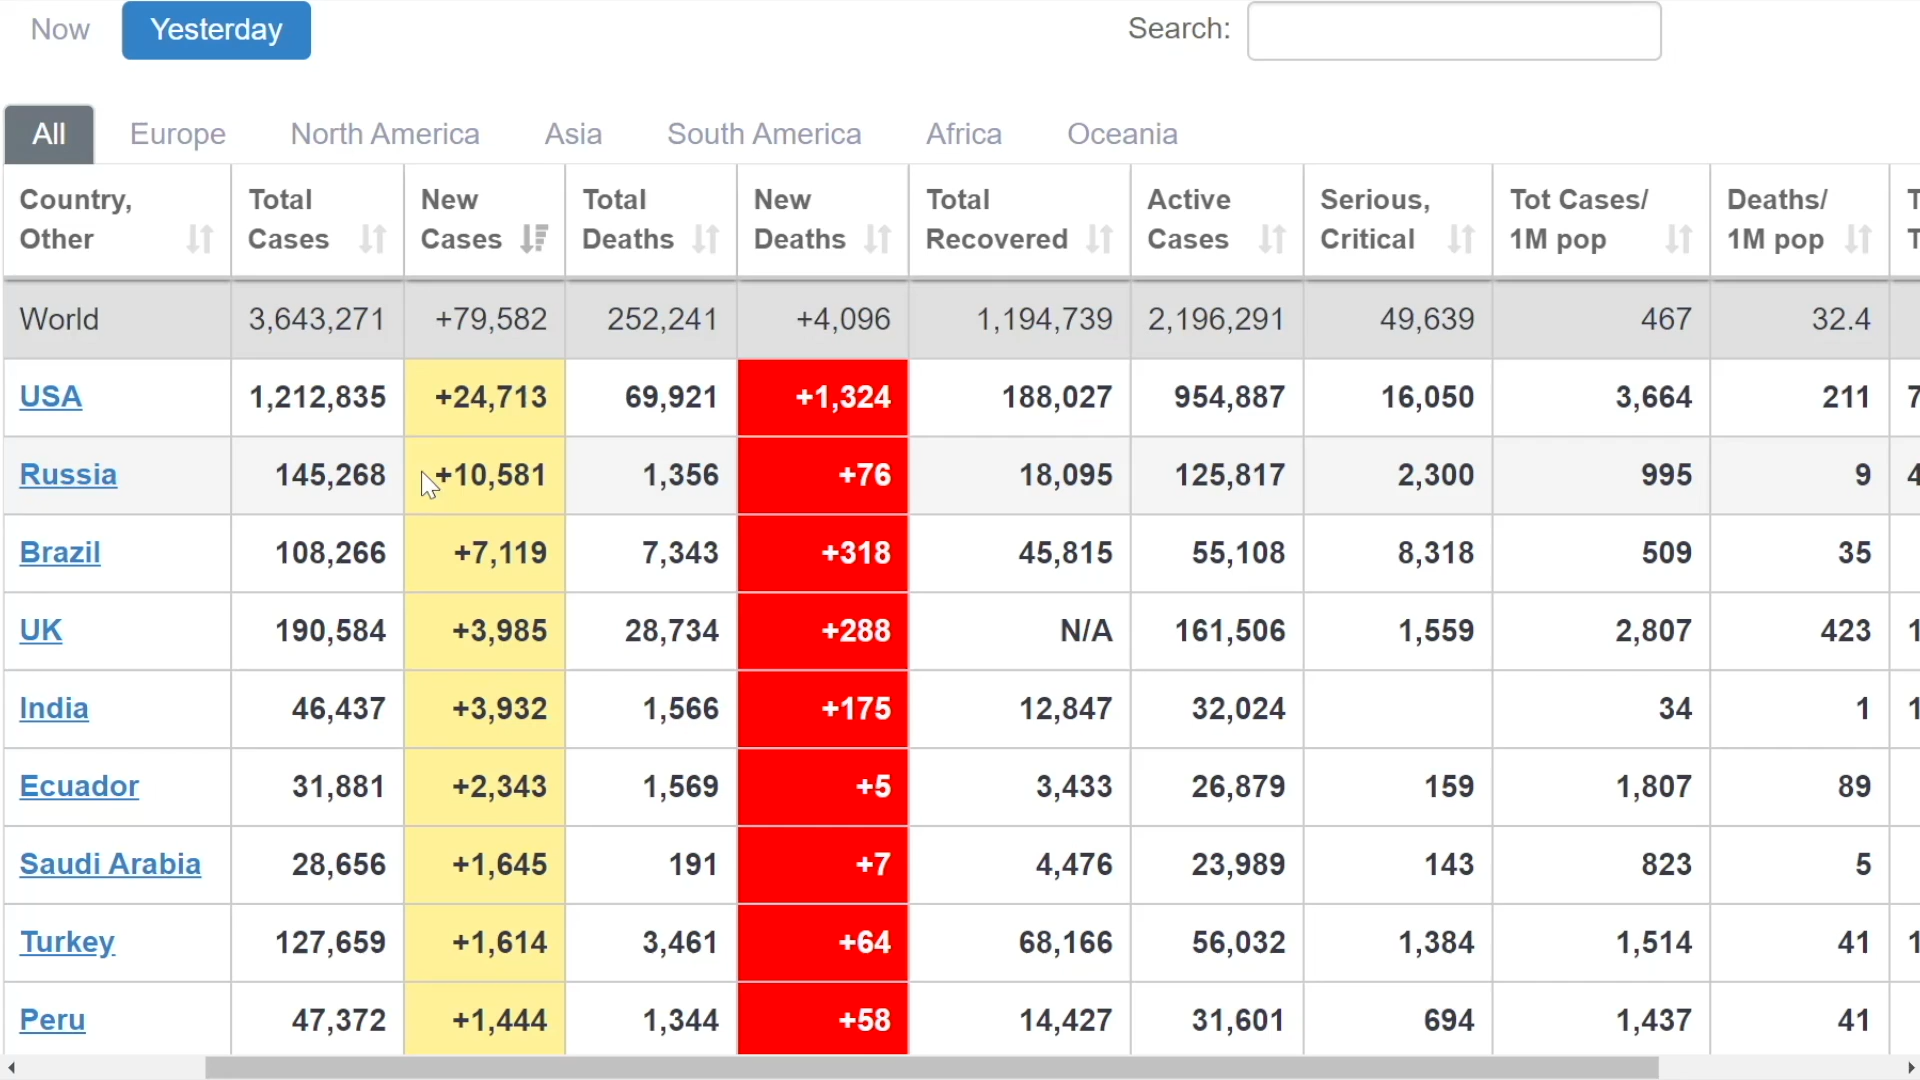 Now Yesterday Search:
All Europe North America Asia South America Africa Oceania
Country, Total New Total New Total Active Serious, Tot Cases/ Deaths/ T
Other Cases Cases Deaths Deaths Recovered Cases Critical 1M pop 1M pop T
World 3,643,271 +79,582 252,241 +4,096 1,194,739 2,196,291 49,639 467 32.4
USA 1,212,835 +24,713 69,921 +1,324 188,027 954,887 16,050 3,664 211 7
Russia 145,268 +10,581 1,356 +76 18,095 125,817 2,300 995 9 4
Brazil 108,266 +7,119 7,343 +318 45,815 55,108 8,318 509 35
UK 190,584 +3,985 28,734 +288 N/A 161,506 1,559 2,807 423 1
India 46,437 +3,932 1,566 +175 12,847 32,024 34 1 1
Ecuador 31,881 +2,343 1,569 +5 3,433 26,879 159 1,807 89
Saudi Arabia 28,656 +1,645 191 +7 4,476 23,989 143 823 5
Turkey 127,659 +1,614 3,461 +64 68,166 56,032 1,384 1,514 41 1
Peru 47,372 +1,444 1,344 +58 14,427 31,601 694 1,437 41